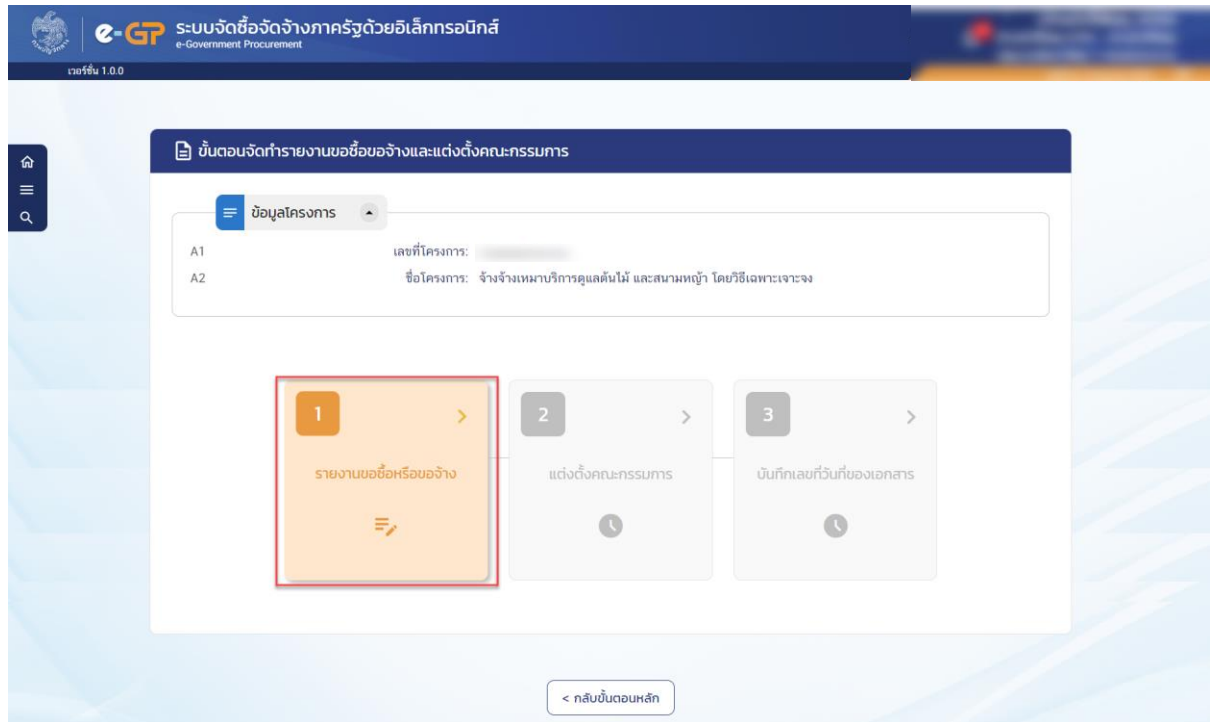 e-GP ระบบจัดซื้อจัดจ้างภาครัฐด้วยอิเล็กทรอนิกส์
e-Government Procurement
เวอร์ชั่น 1.0.0
ขั้นตอนจัดทำรายงานขอซื้อขอจ้างและแต่งตั้งคณะกรรมการ
ข้อมูลโครงการ
A1 เลขที่โครงการ:
A2 ชื่อโครงการ: จ้างจ้างเหมาบริการดูแลต้นไม้ และสนามหญ้า โดยวิธีเฉพาะเจาะจง
1 > 2 > 3 >
รายงานขอซื้อหรือขอจ้าง แต่งตั้งคณะกรรมการ บันทึกเลขที่วันที่ของเอกสาร
< กลับขั้นตอนหลัก